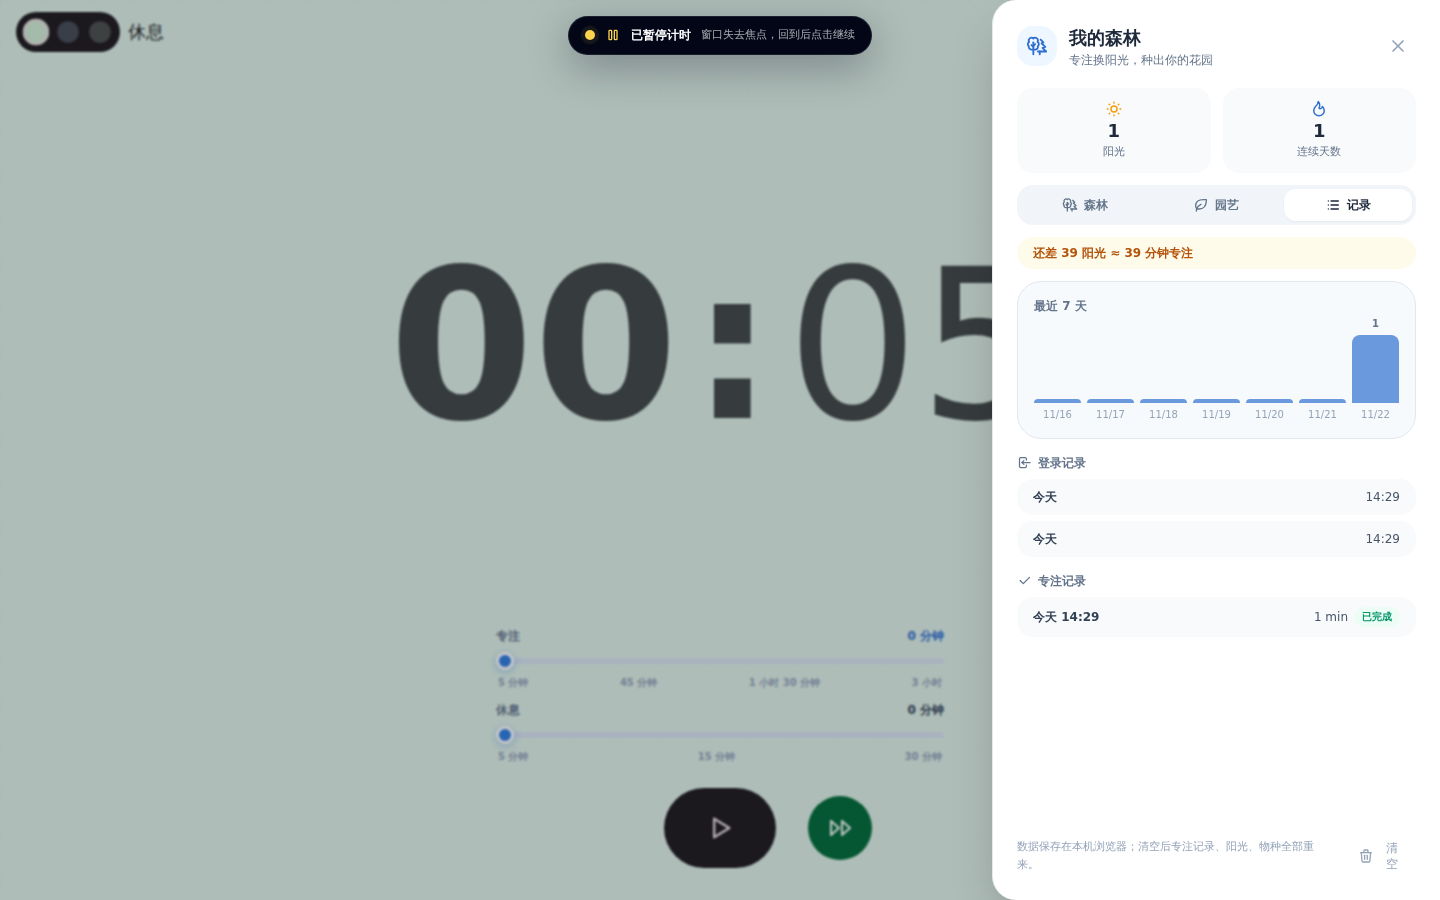 休息
已暂停计时 窗口失去焦点，回到后点击继续
00:05
专注 0 分钟
5 分钟 45 分钟 1 小时 30 分钟 3 小时
休息 0 分钟
5 分钟 15 分钟 30 分钟
我的森林
专注换阳光，种出你的花园
1
阳光
1
连续天数
森林 园艺 记录
还差 39 阳光 ≈ 39 分钟专注
最近 7 天
1
11/16 11/17 11/18 11/19 11/20 11/21 11/22
登录记录
今天 14:29
今天 14:29
专注记录
今天 14:29 1 min 已完成
数据保存在本机浏览器；清空后专注记录、阳光、物种全部重
来。
清
空